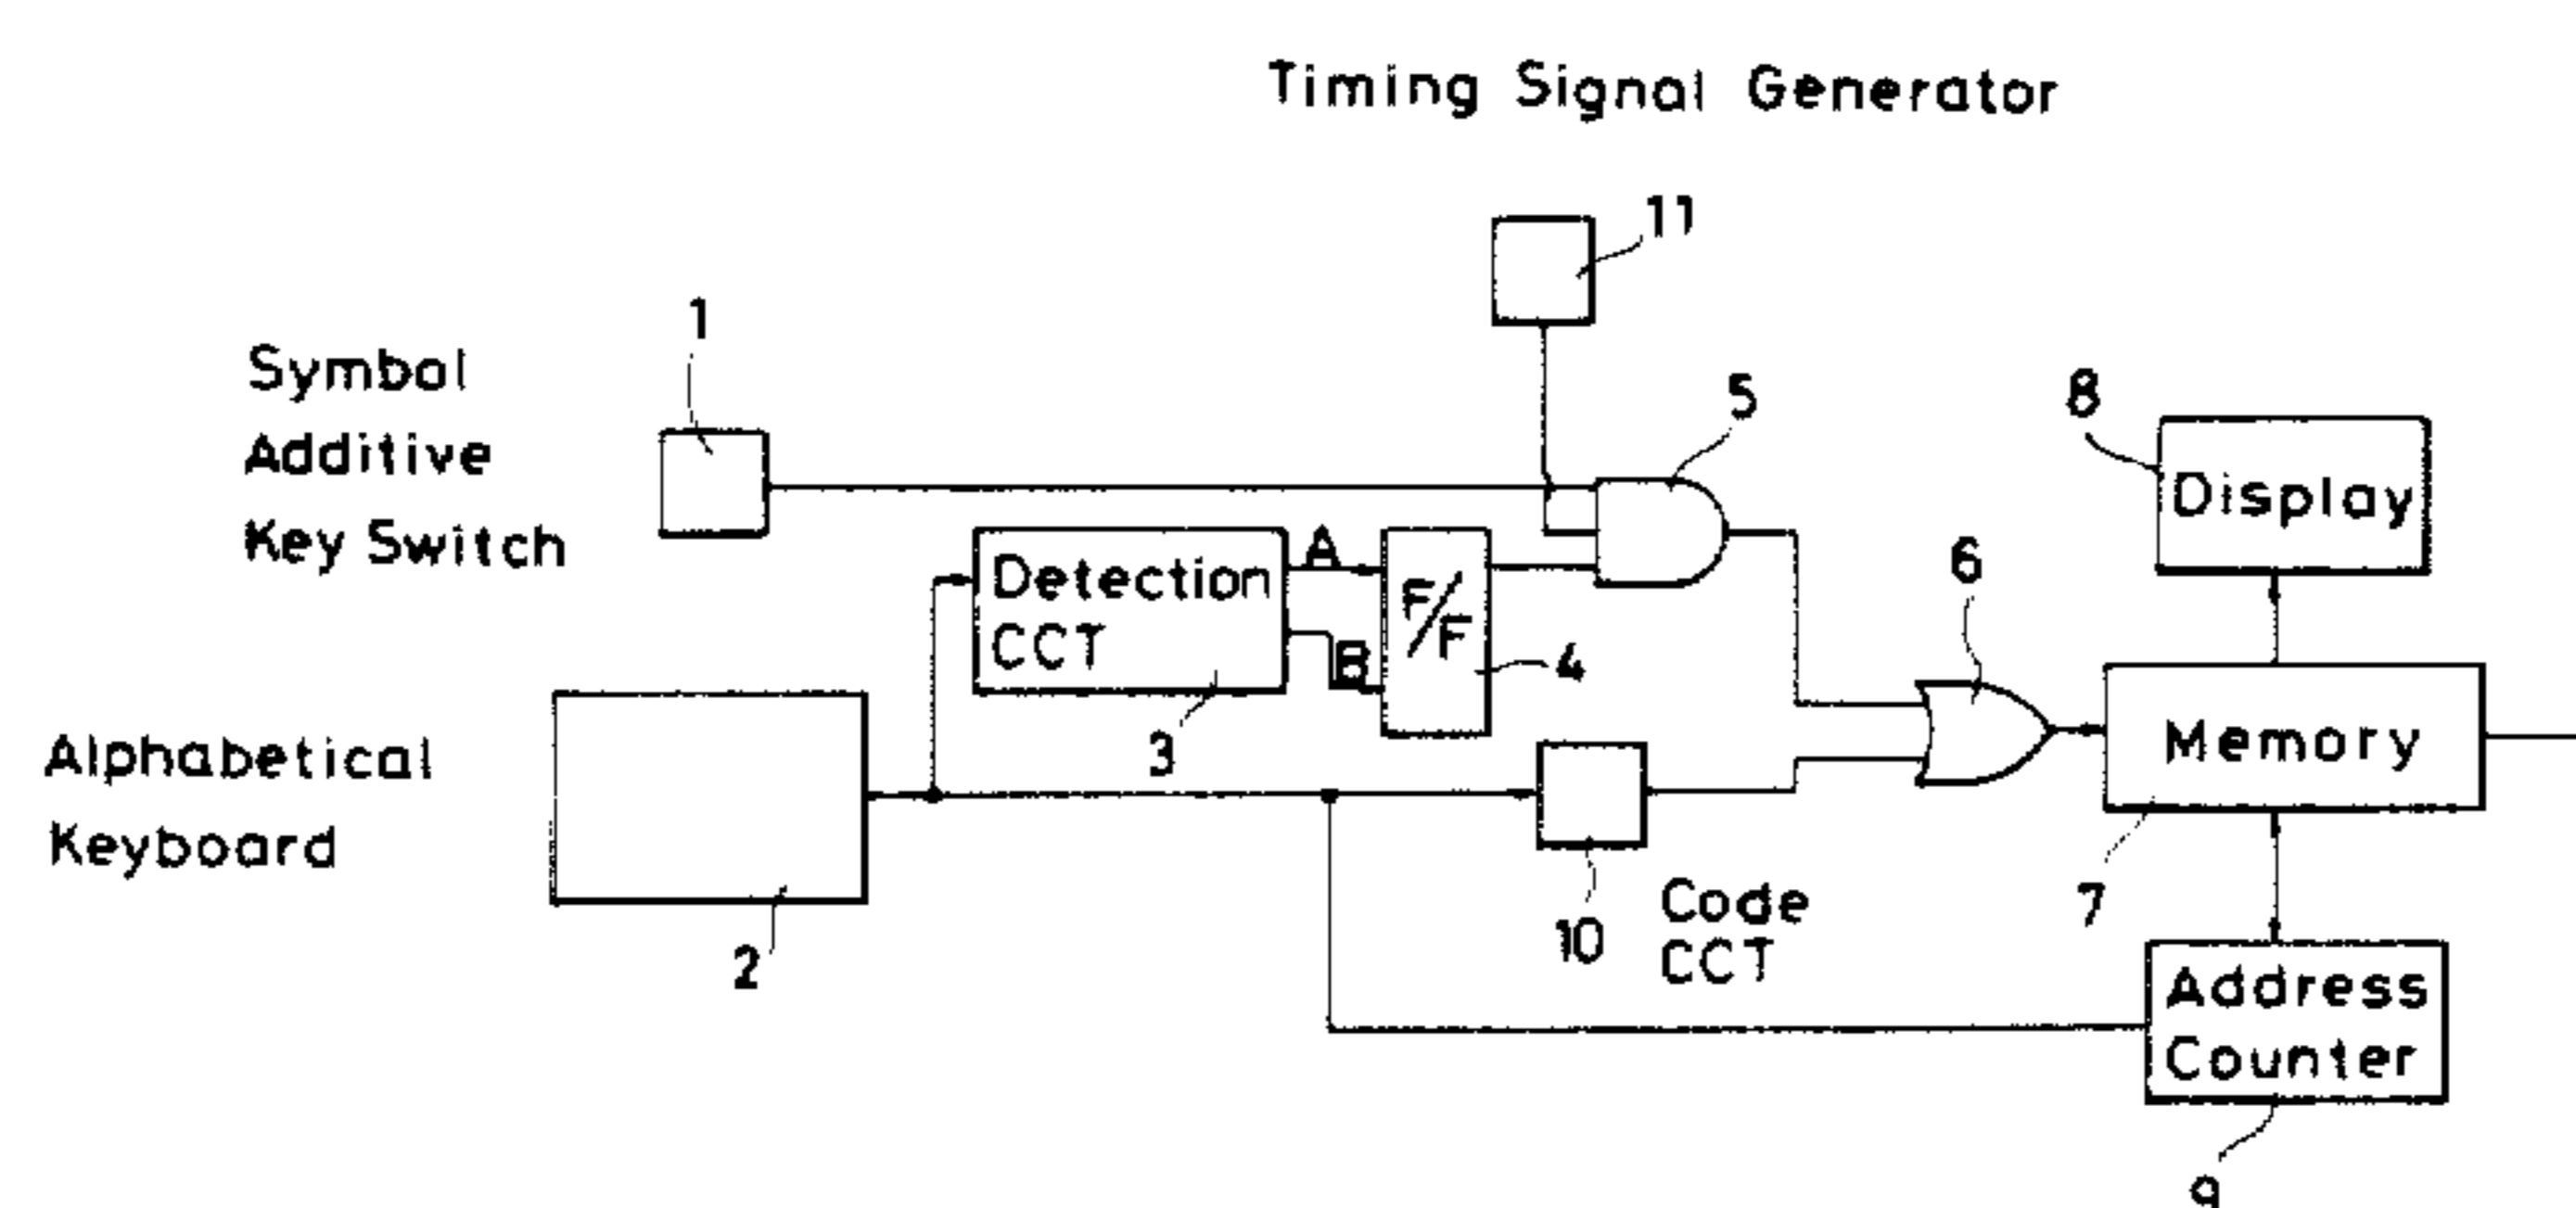 Timing Signal Generator
11
1
Symbol
Additive
Key Switch
5
8
Display
Detection
CCT
A
B
F/F
4
6
3
Alphabetical
Keyboard
2
Memory
7
10
Code
CCT
Address
Counter
9